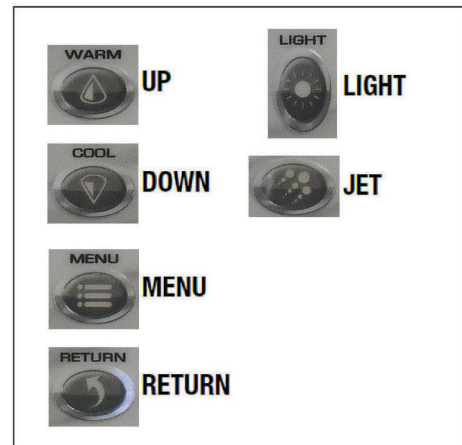 WARM
UP
COOL
DOWN
MENU
MENU
RETURN
RETURN
LIGHT
LIGHT
JET